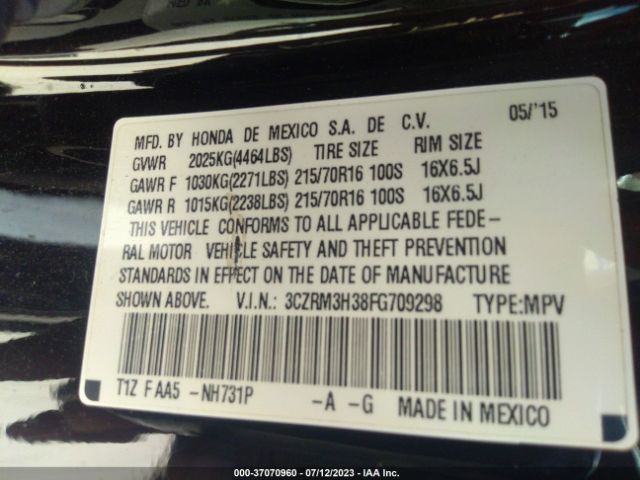 MFD. BY HONDA DE MEXICO S.A. DE C.V. 05/'15
GVWR 2025KG(4464LBS) TIRE SIZE RIM SIZE
GAWR F 1030KG(2271LBS) 215/70R16 100S 16X6.5J
GAWR R 1015KG(2238LBS) 215/70R16 100S 16X6.5J
THIS VEHICLE CONFORMS TO ALL APPLICABLE FEDE-
RAL MOTOR VEHICLE SAFETY AND THEFT PREVENTION
STANDARDS IN EFFECT ON THE DATE OF MANUFACTURE
SHOWN ABOVE. V.I.N.: 3CZRM3H38FG709298 TYPE:MPV
T1Z F AA5 -NH731P -A -G MADE IN MEXICO
000-37070960 - 07/12/2023 - IAA Inc.